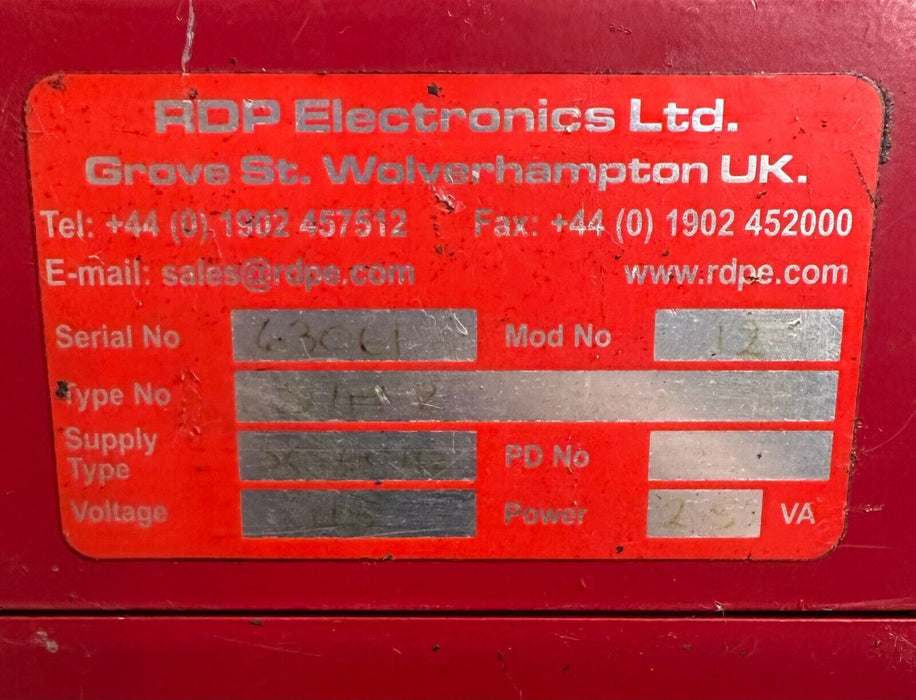 RDP Electronics Ltd.
Grove St. Wolverhampton UK.
Tel: +44 (0) 1902 457512 Fax: +44 (0) 1902 452000
E-mail: sales@rdpe.com www.rdpe.com
Serial No Mod No 12
Type No
Supply Type PD No
Voltage Power VA